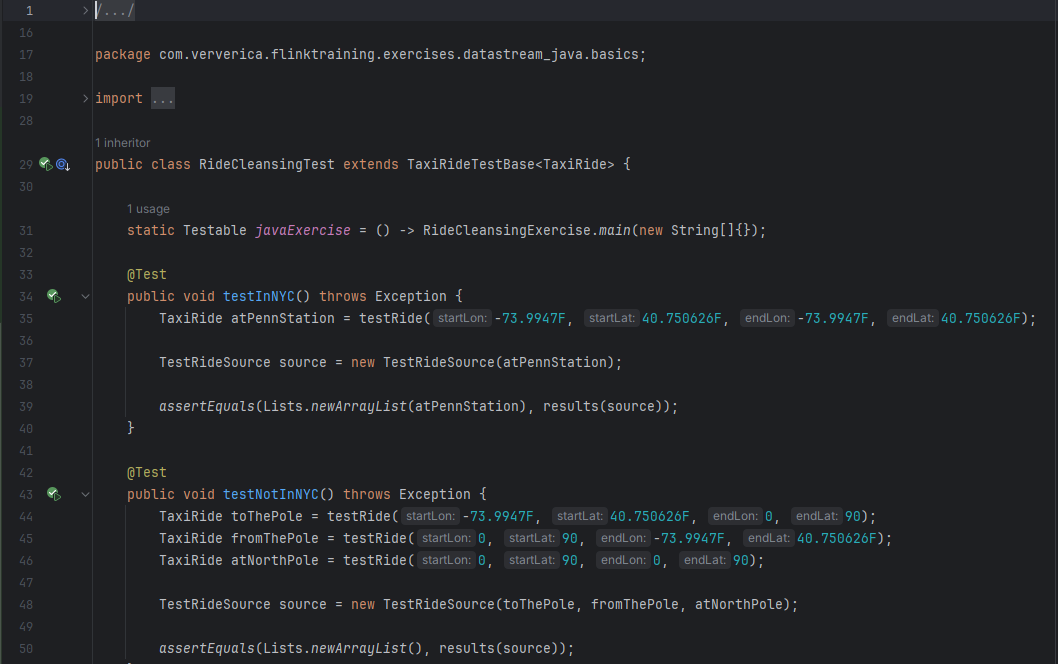 1 /.../
16
17 package com.ververica.flinktraining.exercises.datastream_java.basics;
18
19 import ...
28
1 inheritor
29 public class RideCleansingTest extends TaxiRideTestBase<TaxiRide> {
30
1 usage
31 static Testable javaExercise = () -> RideCleansingExercise.main(new String[]{});
32
33 @Test
34 public void testInNYC() throws Exception {
35 TaxiRide atPennStation = testRide( startLon: -73.9947F, startLat: 40.750626F, endLon: -73.9947F, endLat: 40.750626F);
36
37 TestRideSource source = new TestRideSource(atPennStation);
38
39 assertEquals(Lists.newArrayList(atPennStation), results(source));
40 }
41
42 @Test
43 public void testNotInNYC() throws Exception {
44 TaxiRide toThePole = testRide( startLon: -73.9947F, startLat: 40.750626F, endLon: 0, endLat: 90);
45 TaxiRide fromThePole = testRide( startLon: 0, startLat: 90, endLon: -73.9947F, endLat: 40.750626F);
46 TaxiRide atNorthPole = testRide( startLon: 0, startLat: 90, endLon: 0, endLat: 90);
47
48 TestRideSource source = new TestRideSource(toThePole, fromThePole, atNorthPole);
49
50 assertEquals(Lists.newArrayList(), results(source));